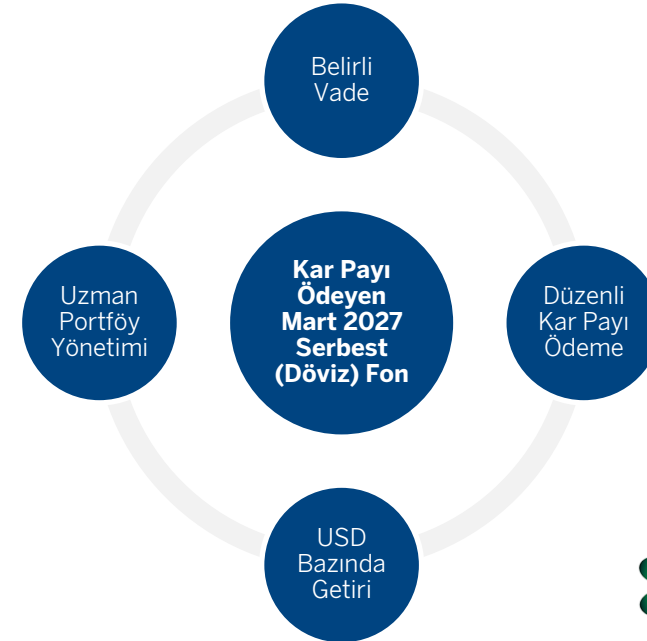 Belirli
Vade
Kar Payı
Ödeyen
Mart 2027
Serbest
(Döviz) Fon
Uzman
Portföy
Yönetimi
Düzenli
Kar Payı
Ödeme
USD
Bazında
Getiri